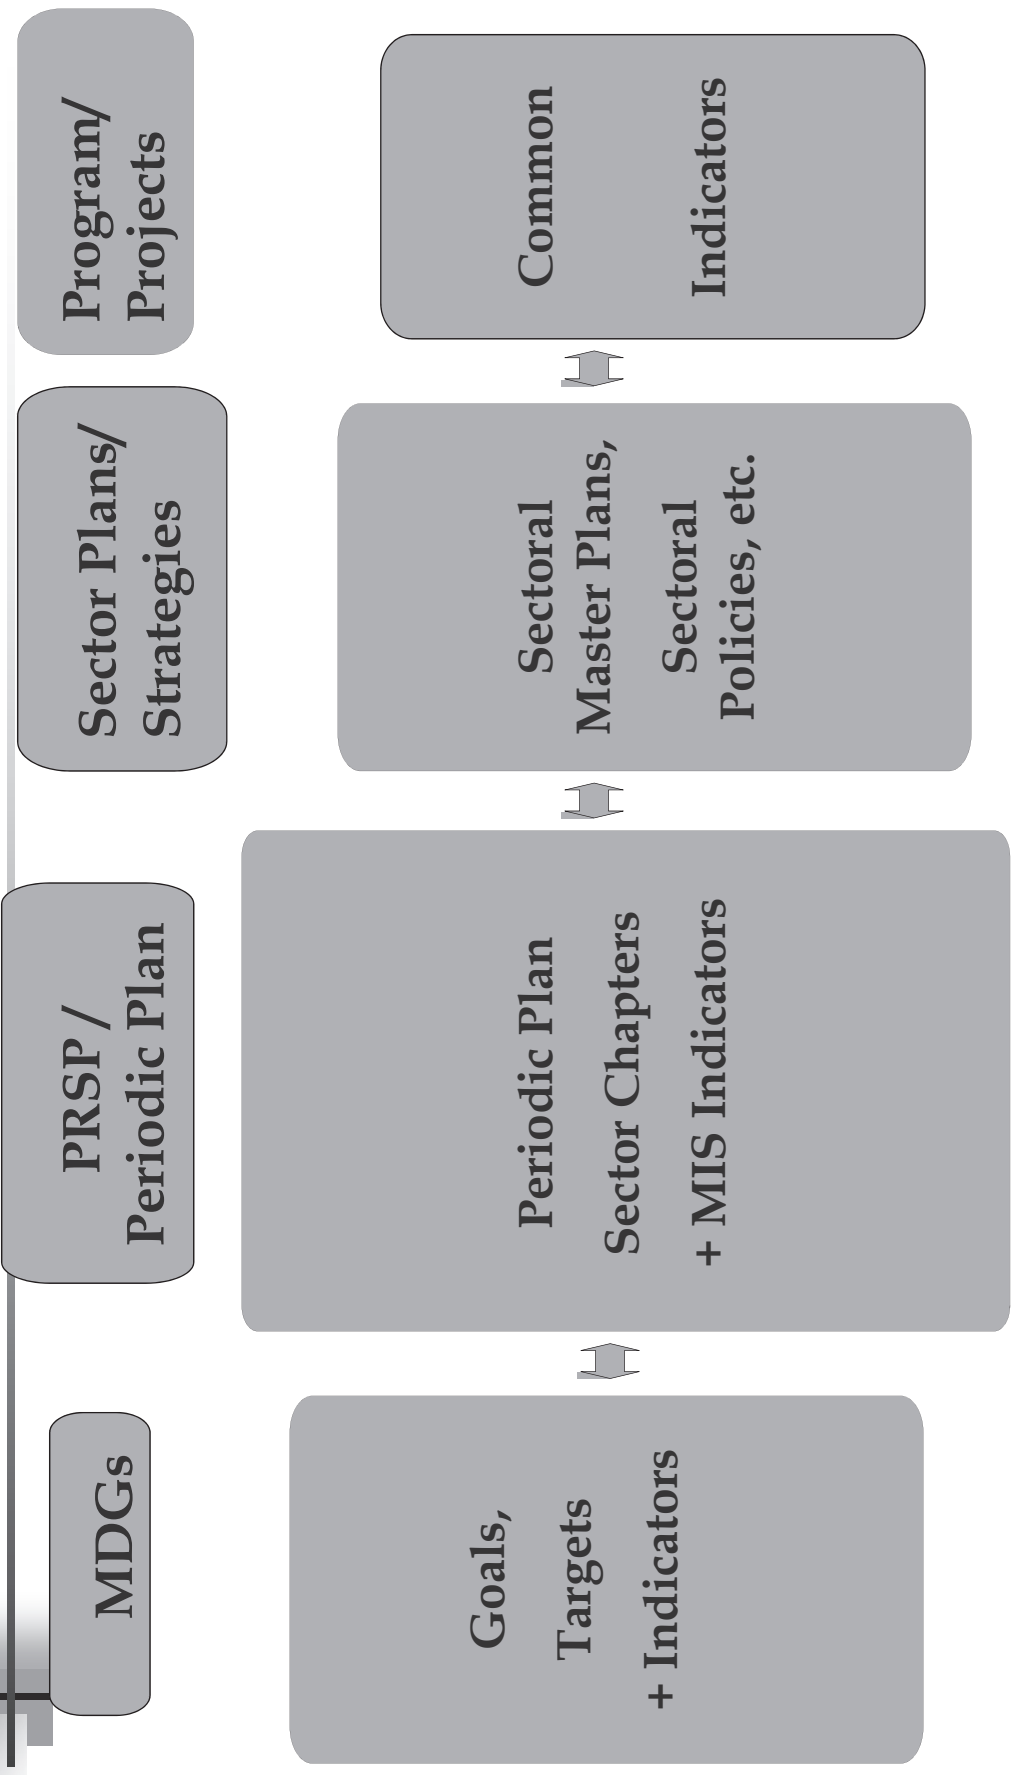 MDGs
PRSP /
Periodic Plan
Sector Plans/
Strategies
Program/
Projects
Goals,
Targets
+ Indicators
Periodic Plan
Sector Chapters
+ MIS Indicators
Sectoral
Master Plans,
Sectoral
Policies, etc.
Common
Indicators